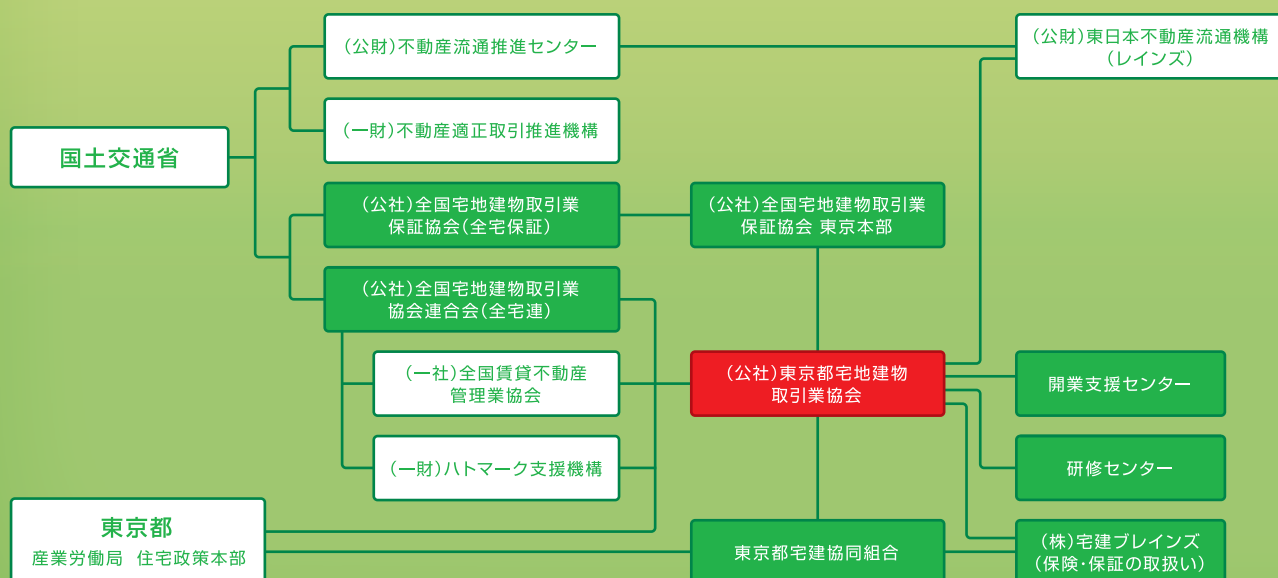 (公財)不動産流通推進センター
(公財)東日本不動産流通機構
(レインズ)
(一財)不動産適正取引推進機構
国土交通省
(公社)全国宅地建物取引業
保証協会(全宅保証)
(公社)全国宅地建物取引業
保証協会 東京本部
(公社)全国宅地建物取引業
協会連合会(全宅連)
(一社)全国賃貸不動産
管理業協会
(公社)東京都宅地建物
取引業協会
開業支援センター
(一財)ハトマーク支援機構
研修センター
東京都
産業労働局 住宅政策本部
東京都宅建協同組合
(株)宅建ブレインズ
(保険・保証の取扱い)